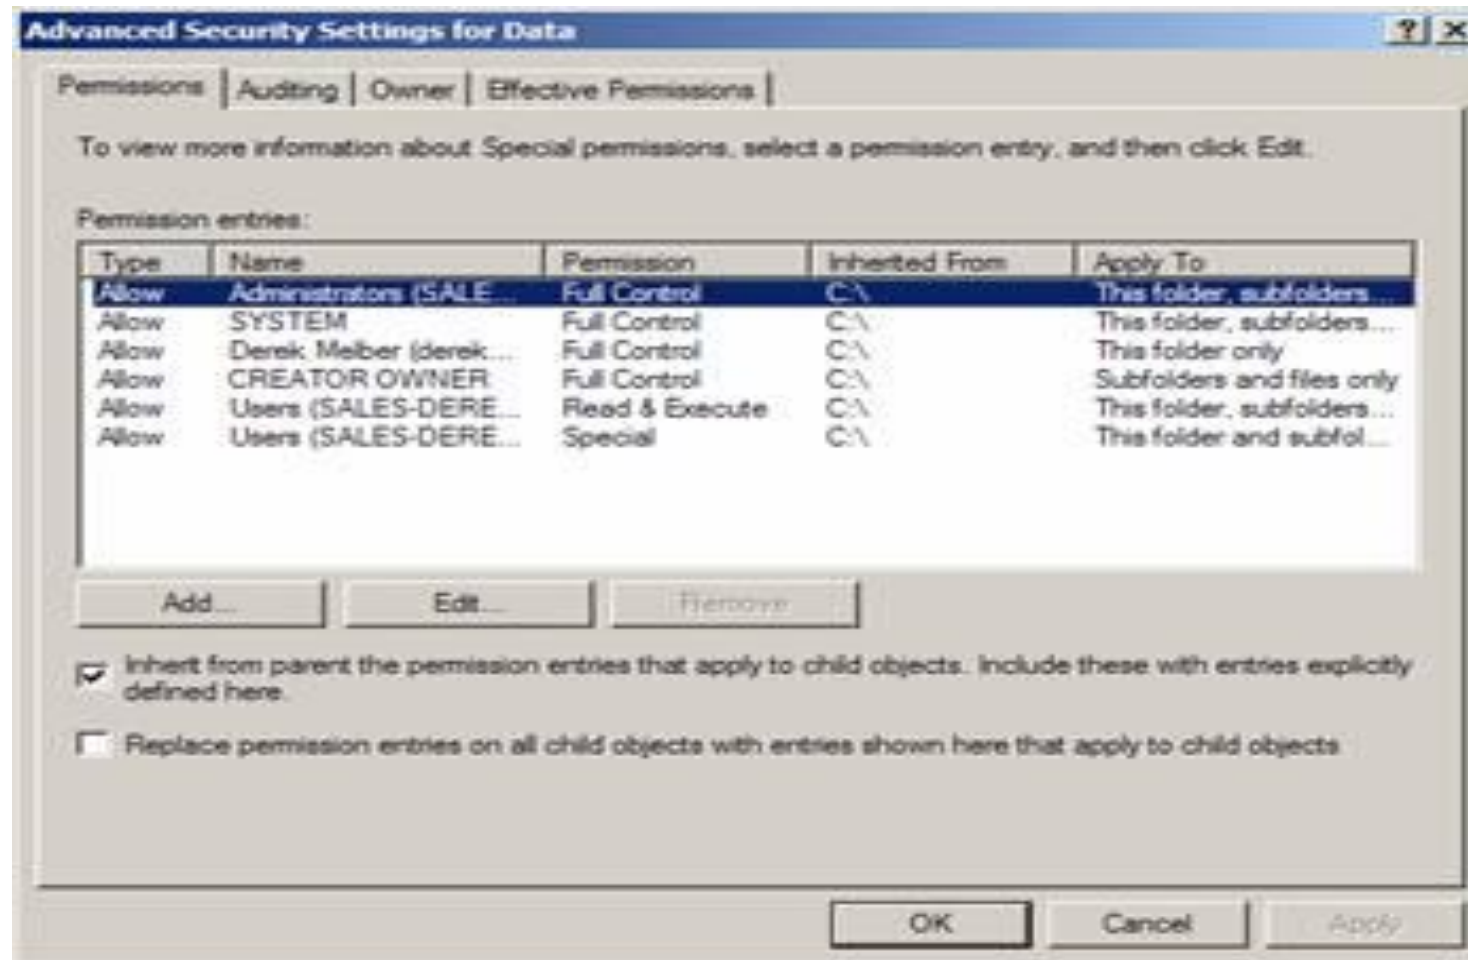 Advanced Security Settings for Data
Permissions Auditing Owner Effective Permissions
To view more information about Special permissions, select a permission entry, and then click Edit.
Permission entries:
Type Name Permission Inherited From Apply To
Allow Administrators (SALE... Full Control C:\ This folder, subfolders...
Allow SYSTEM Full Control C:\ This folder, subfolders...
Allow Derek Melber (derek... Full Control C:\ This folder only
Allow CREATOR OWNER Full Control C:\ Subfolders and files only
Allow Users (SALES-DERE... Read & Execute C:\ This folder, subfolders...
Allow Users (SALES-DERE... Special C:\ This folder and subfol...
Add... Edit... Remove
Inherit from parent the permission entries that apply to child objects. Include these with entries explicitly
defined here.
Replace permission entries on all child objects with entries shown here that apply to child objects
OK Cancel Apply